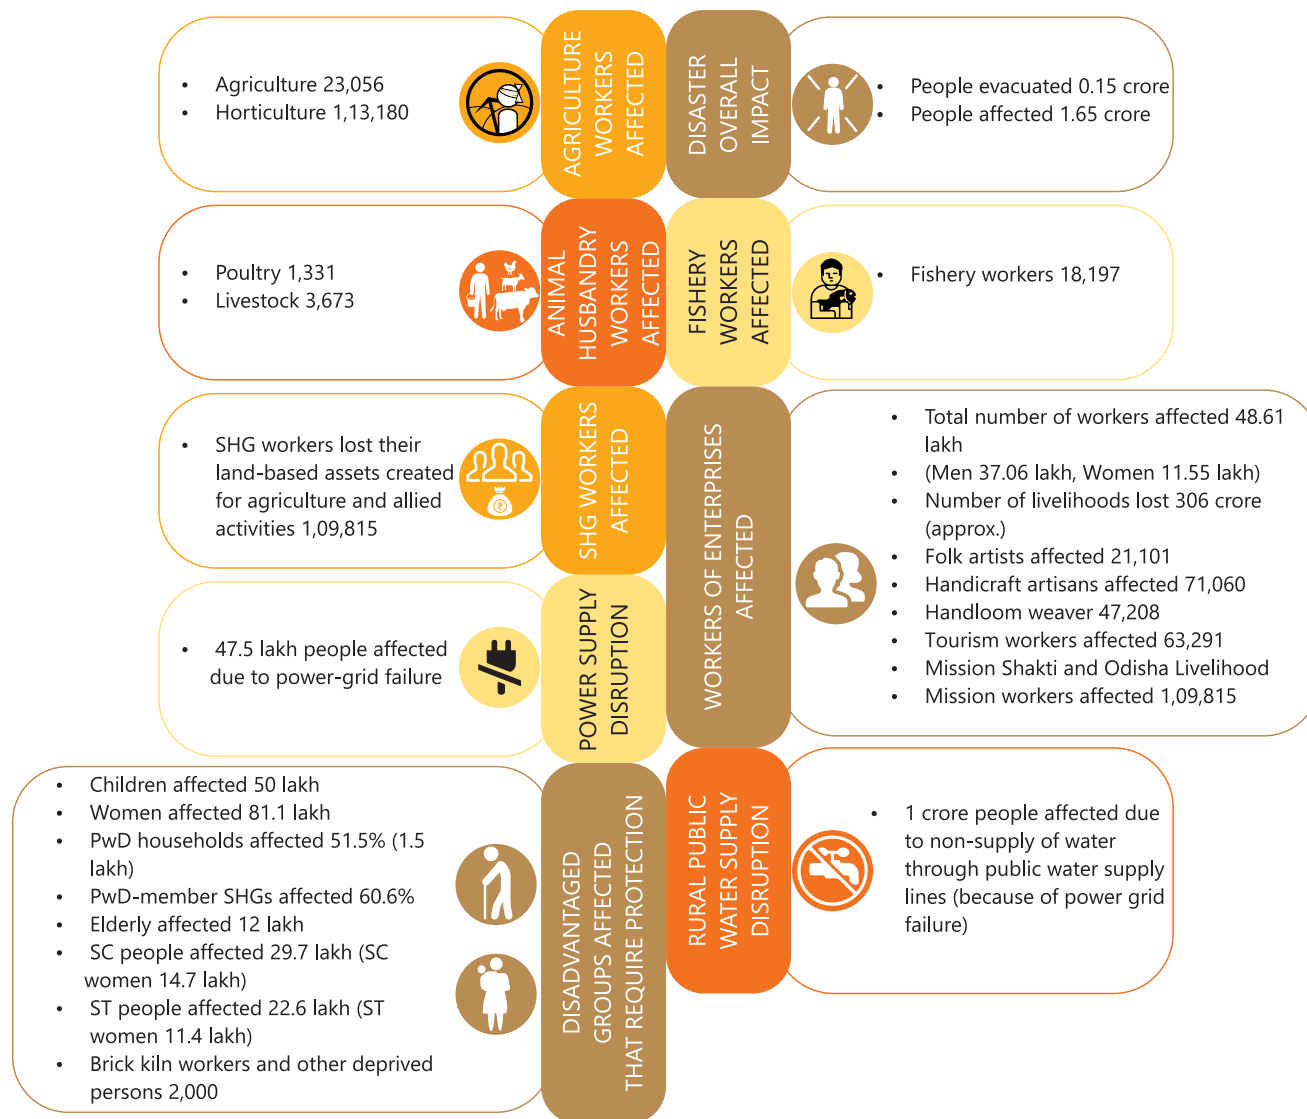 • Agriculture 23,056
• Horticulture 1,13,180
AGRICULTURE
WORKERS
AFFECTED
DISASTER
OVERALL
IMPACT
• People evacuated 0.15 crore
• People affected 1.65 crore
• Poultry 1,331
• Livestock 3,673
ANIMAL
HUSBANDRY
WORKERS
AFFECTED
FISHERY
WORKERS
AFFECTED
• Fishery workers 18,197
• SHG workers lost their
land-based assets created
for agriculture and allied
activities 1,09,815
₹
SHG WORKERS
AFFECTED
WORKERS OF ENTERPRISES
AFFECTED
• Total number of workers affected 48.61
lakh
• (Men 37.06 lakh, Women 11.55 lakh)
• Number of livelihoods lost 306 crore
(approx.)
• Folk artists affected 21,101
• Handicraft artisans affected 71,060
• Handloom weaver 47,208
• Tourism workers affected 63,291
• Mission Shakti and Odisha Livelihood
• Mission workers affected 1,09,815
• 47.5 lakh people affected
due to power-grid failure
POWER SUPPLY
DISRUPTION
• Children affected 50 lakh
• Women affected 81.1 lakh
• PwD households affected 51.5% (1.5
lakh)
• PwD-member SHGs affected 60.6%
• Elderly affected 12 lakh
• SC people affected 29.7 lakh (SC
women 14.7 lakh)
• ST people affected 22.6 lakh (ST
women 11.4 lakh)
• Brick kiln workers and other deprived
persons 2,000
DISADVANTAGED
GROUPS AFFECTED
THAT REQUIRE PROTECTION
RURAL PUBLIC
WATER SUPPLY
DISRUPTION
• 1 crore people affected due
to non-supply of water
through public water supply
lines (because of power grid
failure)